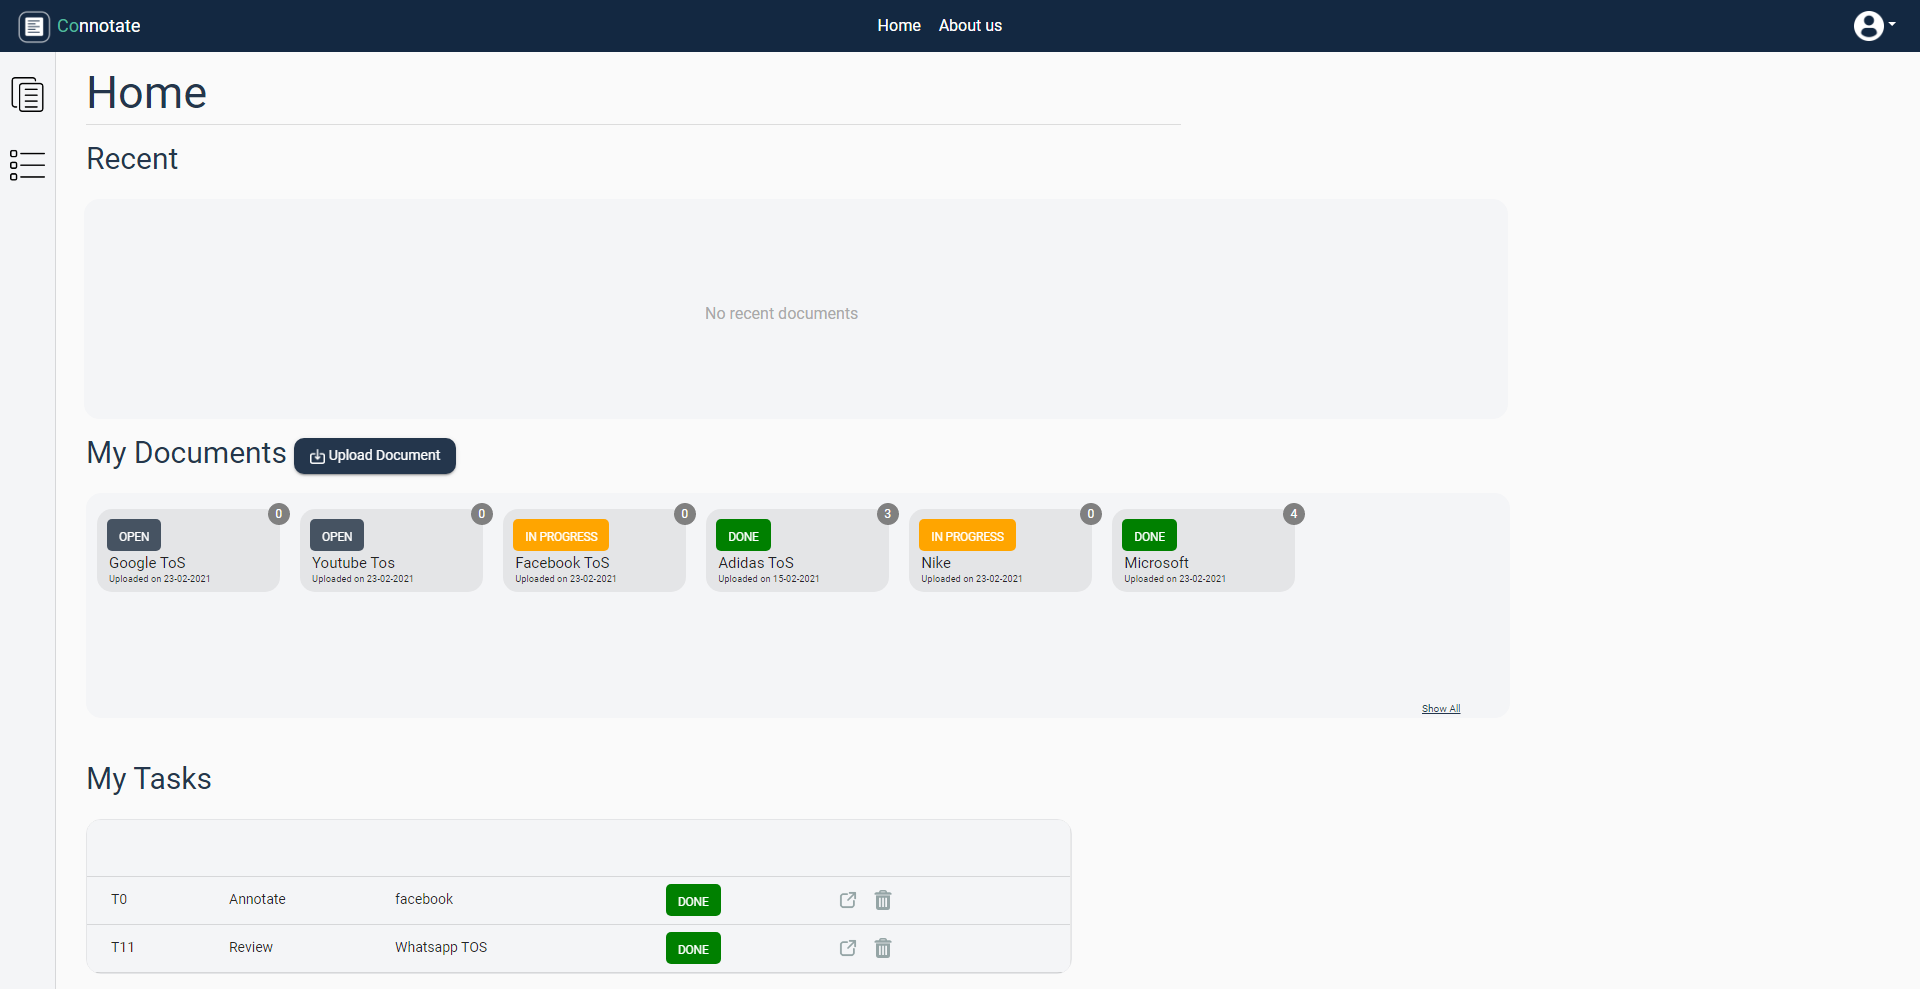 Connotate
Home About us
Home
Recent
No recent documents
My Documents Upload Document
0 0 0 3 0 4
OPEN OPEN IN PROGRESS DONE IN PROGRESS DONE
Google ToS Youtube Tos Facebook ToS Adidas ToS Nike Microsoft
Uploaded on 23-02-2021 Uploaded on 23-02-2021 Uploaded on 23-02-2021 Uploaded on 15-02-2021 Uploaded on 23-02-2021 Uploaded on 23-02-2021
Show All
My Tasks
T0 Annotate facebook DONE
T11 Review Whatsapp TOS DONE